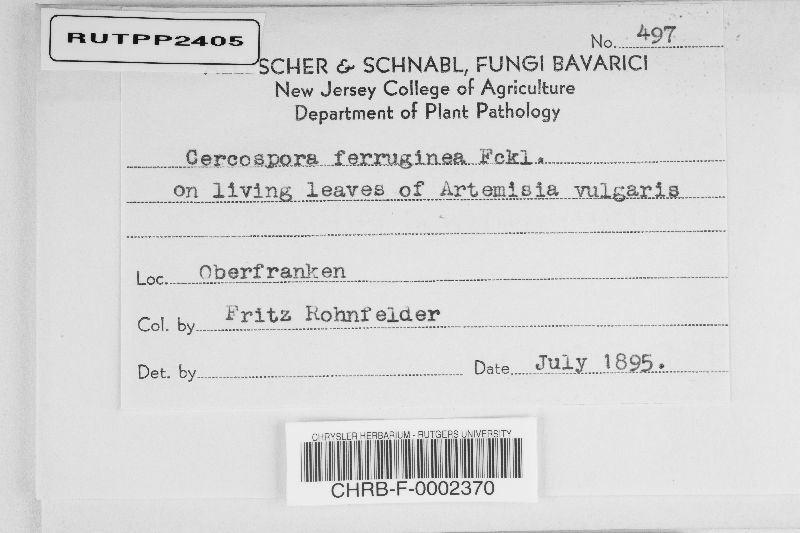 RUTPP2405
No. 497
SCHER & SCHNABL, FUNGI BAVARICI
New Jersey College of Agriculture
Department of Plant Pathology
Cercospora ferruginea Fckl.
on living leaves of Artemisia vulgaris
Loc. Oberfranken
Col. by Fritz Rohnfelder
Det. by
Date July 1895.
CHRYSLER HERBARIUM - RUTGERS UNIVERSITY
CHRB-F-0002370